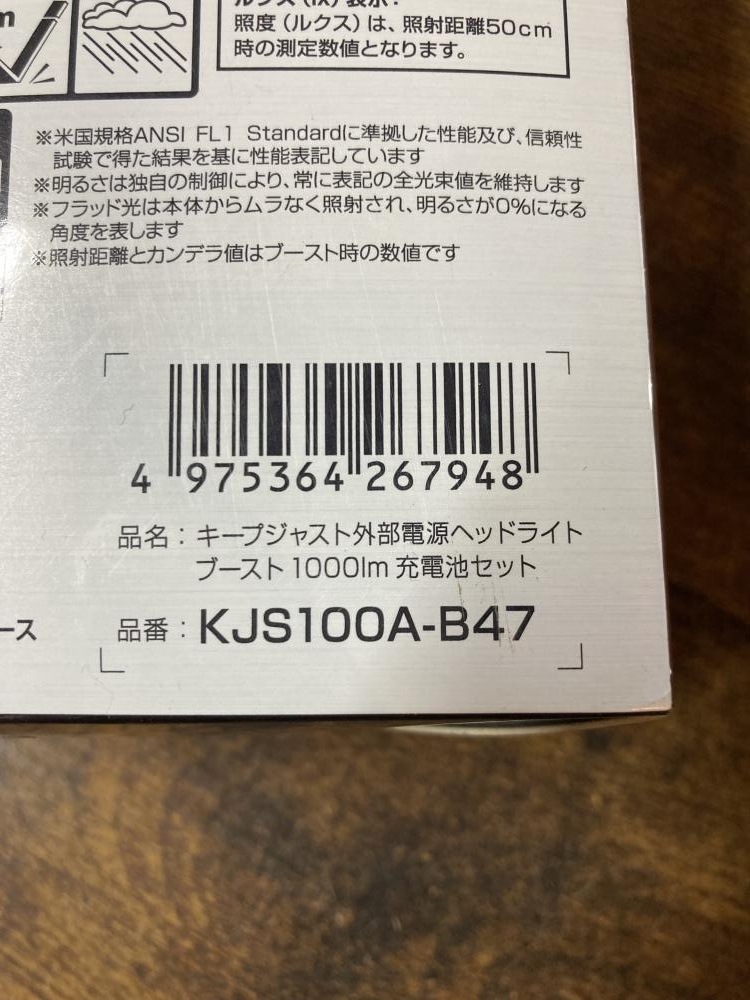 m
ルクス(lx)表示：
照度（ルクス）は、照射距離50cm
時の測定数値となります。
※米国規格ANSI FL1 Standardに準拠した性能及び、信頼性
試験で得た結果を基に性能表記しています
※明るさは独自の制御により、常に表記の全光束値を維持します
※フラッド光は本体からムラなく照射され、明るさが0%になる
角度を表します
※照射距離とカンデラ値はブースト時の数値です
4 975364 267948
品名：キープジャスト外部電源ヘッドライト
ブースト1000lm 充電池セット
ース
品番：KJS100A-B47